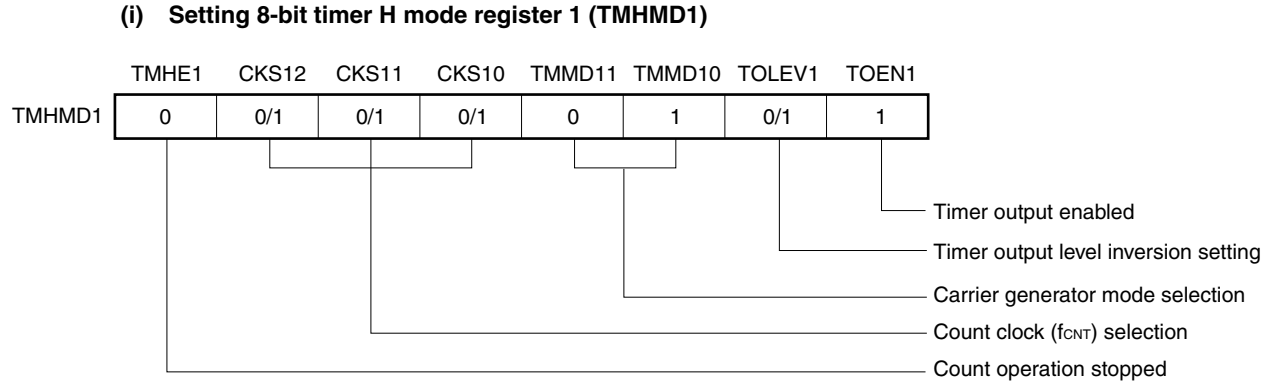 (i) Setting 8-bit timer H mode register 1 (TMHMD1)
TMHE1 CKS12 CKS11 CKS10 TMMD11 TMMD10 TOLEV1 TOEN1
TMHMD1 0 0/1 0/1 0/1 0 1 0/1 1
Timer output enabled
Timer output level inversion setting
Carrier generator mode selection
Count clock (fCNT) selection
Count operation stopped